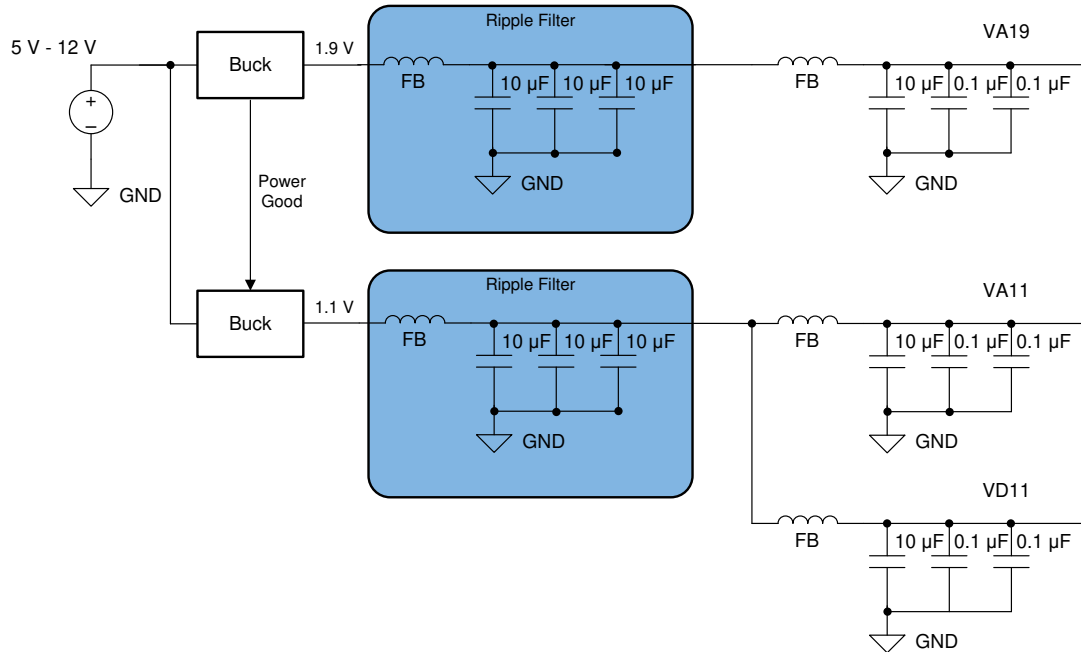 Ripple Filter
VA19
5 V - 12 V
Buck
1.9 V
FB
10 µF
10 µF
10 µF
FB
10 µF
0.1 µF
0.1 µF
+
−
GND
Power
Good
GND
GND
Ripple Filter
VA11
Buck
1.1 V
FB
10 µF
10 µF
10 µF
FB
10 µF
0.1 µF
0.1 µF
GND
GND
VD11
FB
10 µF
0.1 µF
0.1 µF
GND